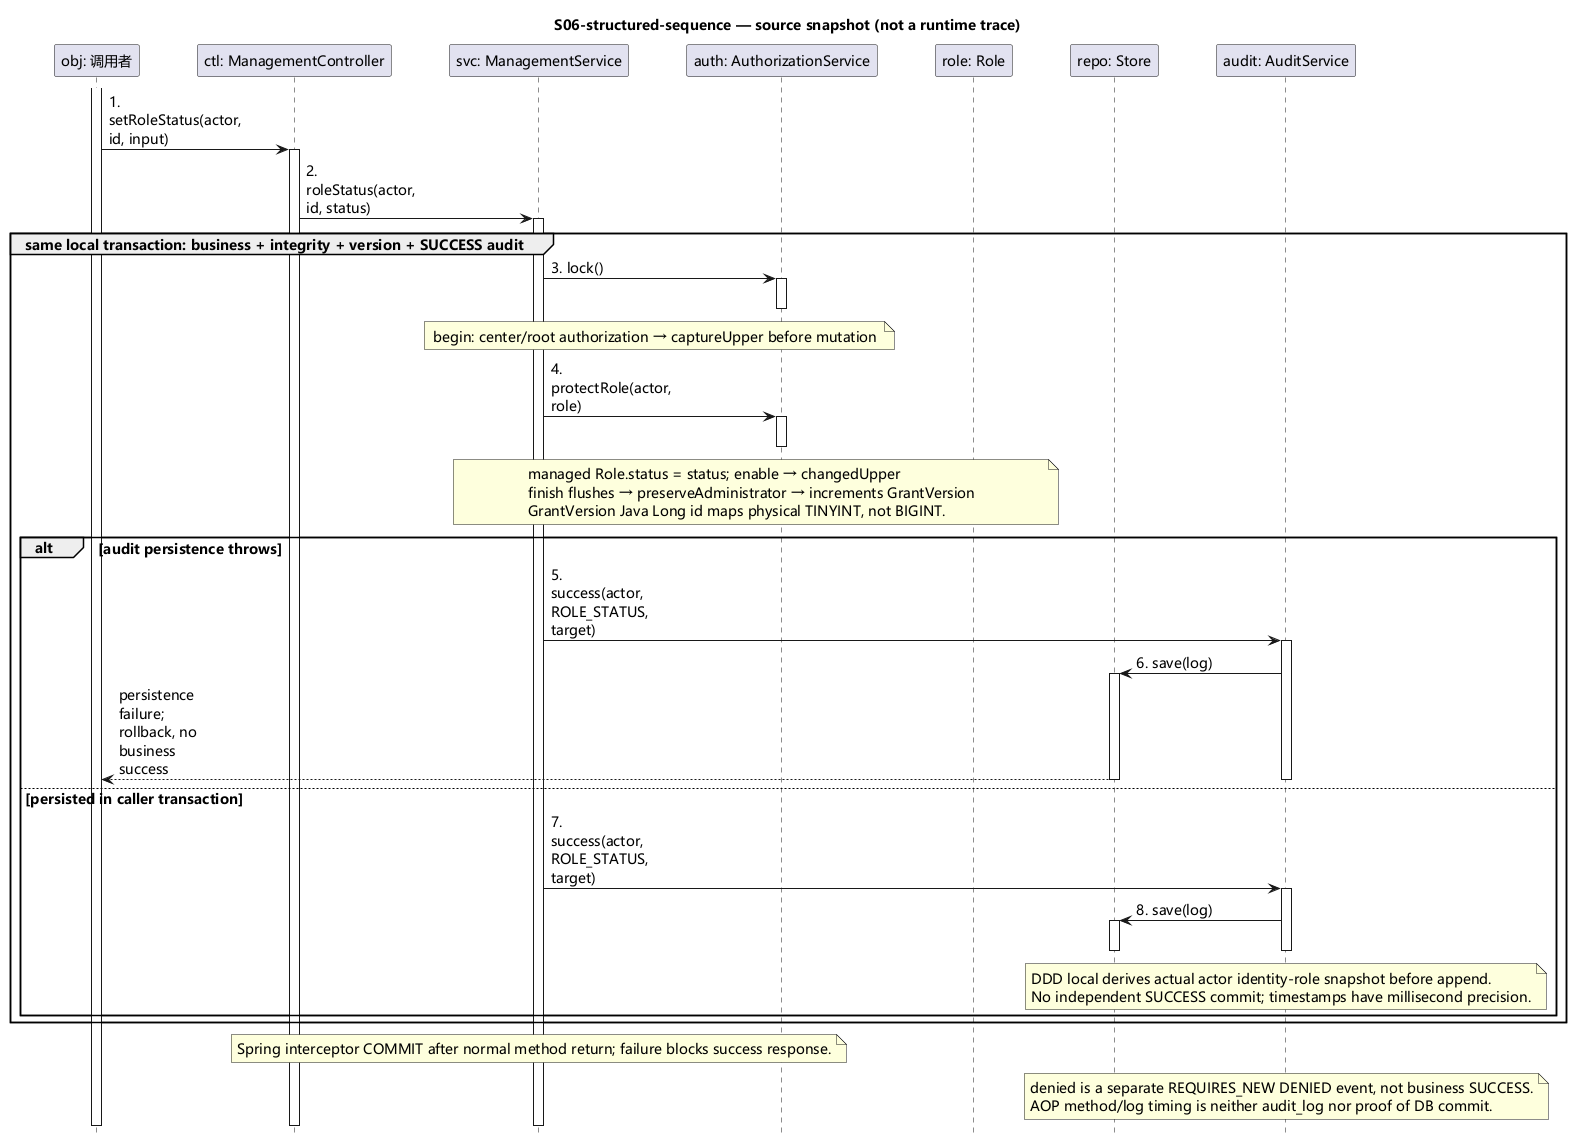 S06-structured-sequence — source snapshot (not a runtime trace)
obj: 调用者
ctl: ManagementController
svc: ManagementService
auth: AuthorizationService
role: Role
repo: Store
audit: AuditService
1.
setRoleStatus(actor,
id, input)
2.
roleStatus(actor,
id, status)
same local transaction: business + integrity + version + SUCCESS audit
3. lock()
begin: center/root authorization → captureUpper before mutation
4.
protectRole(actor,
role)
managed Role.status = status; enable → changedUpper
finish flushes → preserveAdministrator → increments GrantVersion
GrantVersion Java Long id maps physical TINYINT, not BIGINT.
alt
[audit persistence throws]
5.
success(actor,
ROLE_STATUS,
target)
6. save(log)
persistence
failure;
rollback, no
business
success
[persisted in caller transaction]
7.
success(actor,
ROLE_STATUS,
target)
8. save(log)
DDD local derives actual actor identity-role snapshot before append.
No independent SUCCESS commit; timestamps have millisecond precision.
Spring interceptor COMMIT after normal method return; failure blocks success response.
denied is a separate REQUIRES_NEW DENIED event, not business SUCCESS.
AOP method/log timing is neither audit_log nor proof of DB commit.